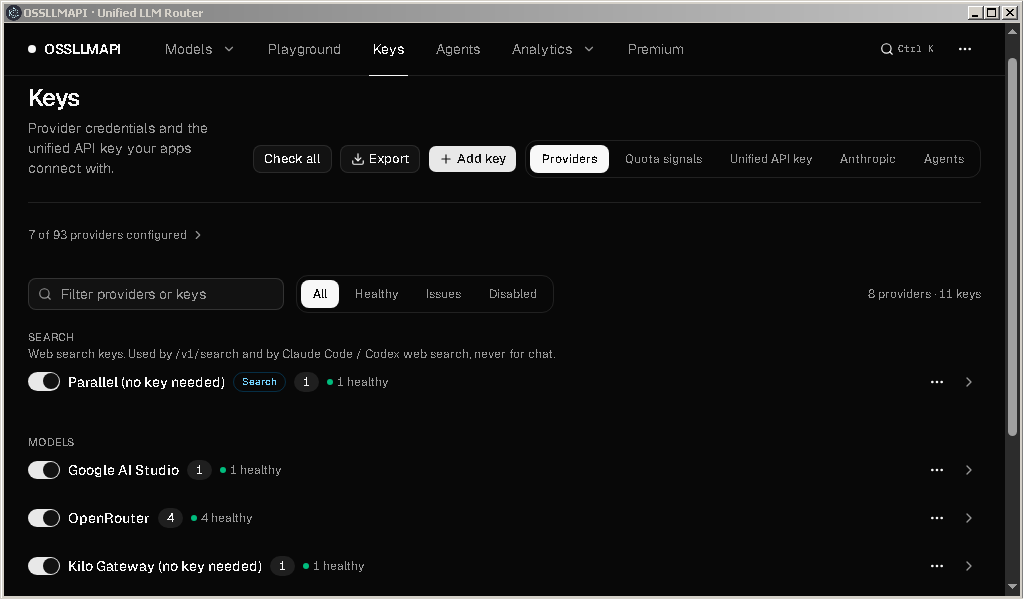 OSSLLMAPI · Unified LLM Router
OSSLLMAPI Models Playground Keys Agents Analytics Premium Ctrl K
Keys
Provider credentials and the
unified API key your apps
connect with.
Check all Export + Add key Providers Quota signals Unified API key Anthropic Agents
7 of 93 providers configured
Filter providers or keys All Healthy Issues Disabled 8 providers · 11 keys
SEARCH
Web search keys. Used by /v1/search and by Claude Code / Codex web search, never for chat.
Parallel (no key needed) Search 1 1 healthy
MODELS
Google AI Studio 1 1 healthy
OpenRouter 4 4 healthy
Kilo Gateway (no key needed) 1 1 healthy